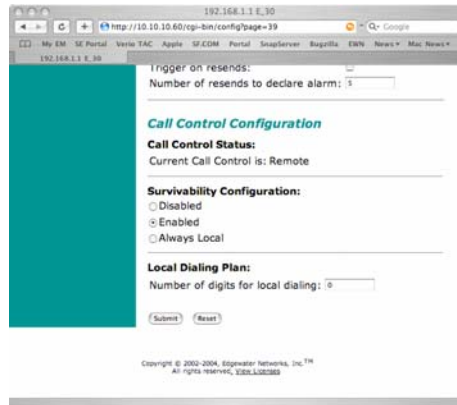 192.168.1.1 E_30
http://10.10.10.60/cgi-bin/config?page=39
Google
My EM SE Portal Verio TAC Apple SF.COM Portal SnapServer Bugzilla EWN News Mac News
192.168.1.1 E_30
Trigger on resends:
Number of resends to declare alarm: 5
Call Control Configuration
Call Control Status:
Current Call Control is: Remote
Survivability Configuration:
Disabled
Enabled
Always Local
Local Dialing Plan:
Number of digits for local dialing: 0
Submit Reset
Copyright © 2002-2004, Edgewater Networks, Inc.™
All rights reserved, View Licenses